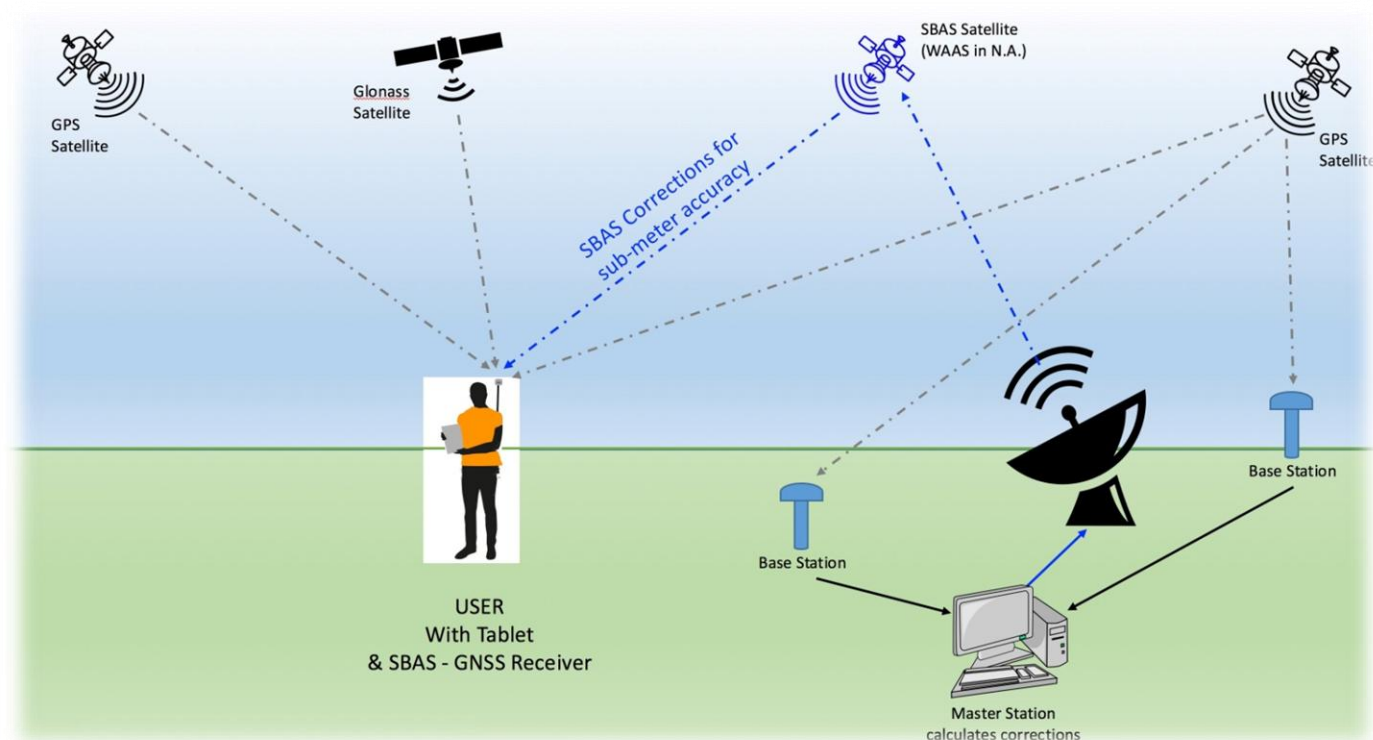 GPS
Satellite
Glonass
Satellite
SBAS Satellite
(WAAS in N.A.)
GPS
Satellite
SBAS Corrections for
sub-meter accuracy
Base Station
Base Station
USER
With Tablet
& SBAS - GNSS Receiver
Master Station
calculates corrections